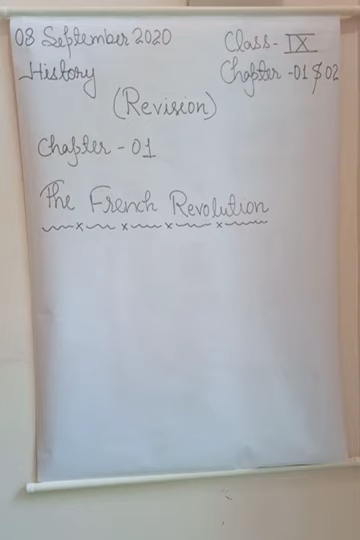 08 September 2020 Class- IX
History Chapter -01 & 02
(Revision)
Chapter - 01
The French Revolution